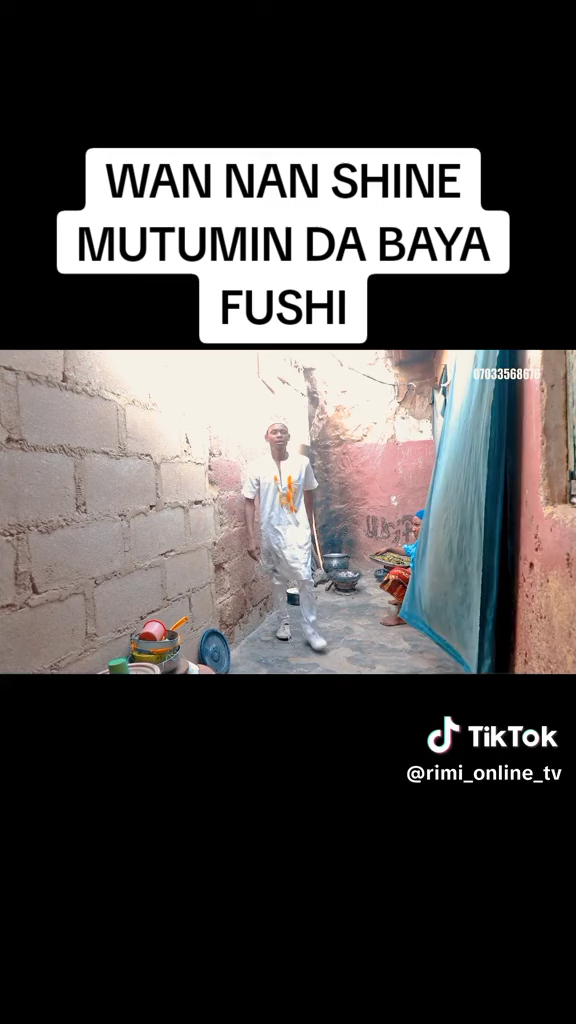 WAN NAN SHINE
MUTUMIN DA BAYA
FUSHI
07033568676
TikTok
@rimi_online_tv